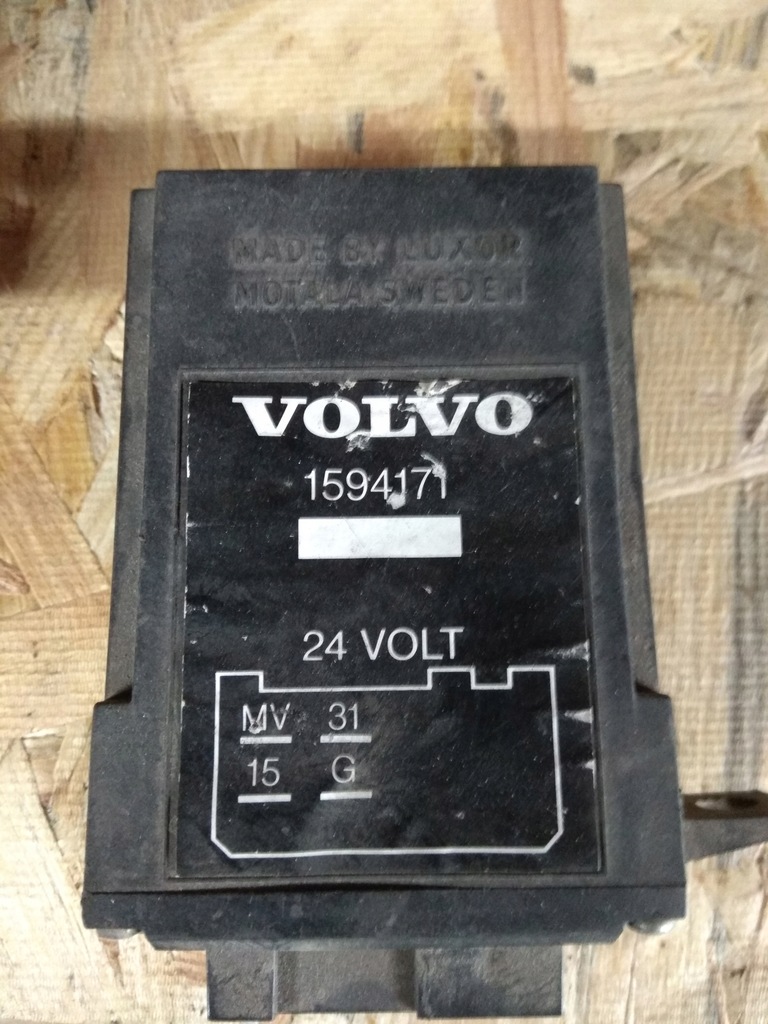 MADE BY LUXOR
MOTALA SWEDEN
VOLVO
1594171
24 VOLT
MV 31
15 G